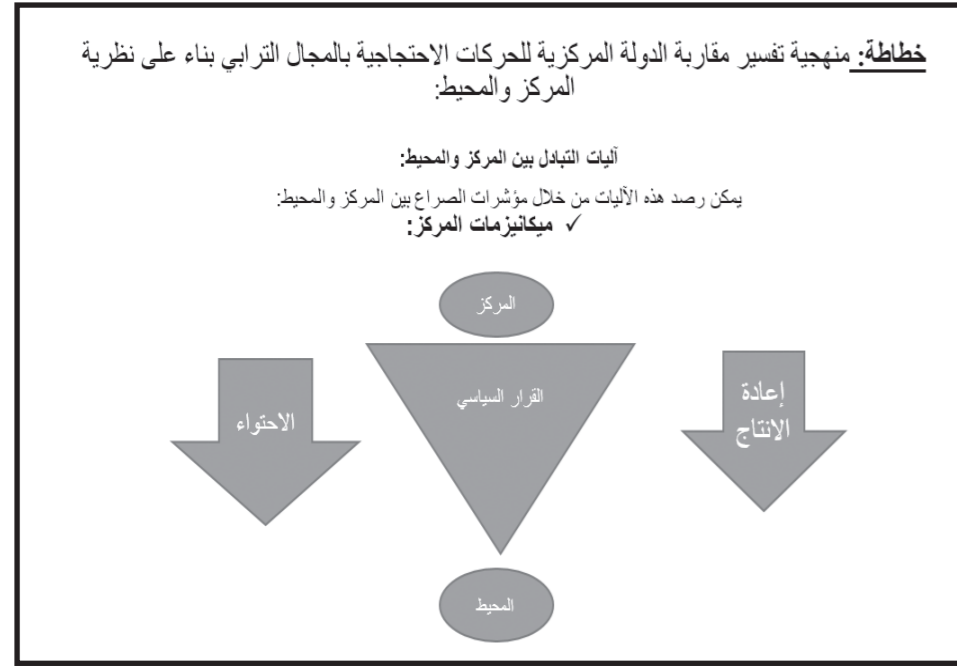 خطاطة: منهجية تفسير مقاربة الدولة المركزية للحركات الاحتجاجية بالمجال الترابي بناء على نظرية
المركز والمحيط:
آليات التبادل بين المركز والمحيط:
يمكن رصد هذه الآليات من خلال مؤشرات الصراع بين المركز والمحيط:
✓ ميكانيزمات المركز:
المركز
إعادة
الإنتاج
القرار السياسي
الاحتواء
المحيط